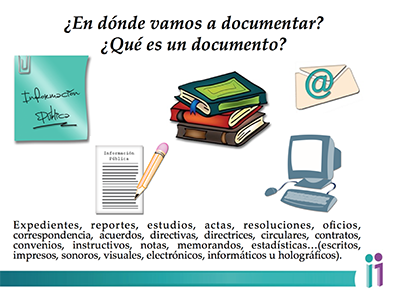 ¿En dónde vamos a documentar?
¿Qué es un documento?
Información
Pública
@
Información
Pública
Expedientes, reportes, estudios, actas, resoluciones, oficios,
correspondencia, acuerdos, directivas, directrices, circulares, contratos,
convenios, instructivos, notas, memorandos, estadísticas...(escritos,
impresos, sonoros, visuales, electrónicos, informáticos u holográficos).